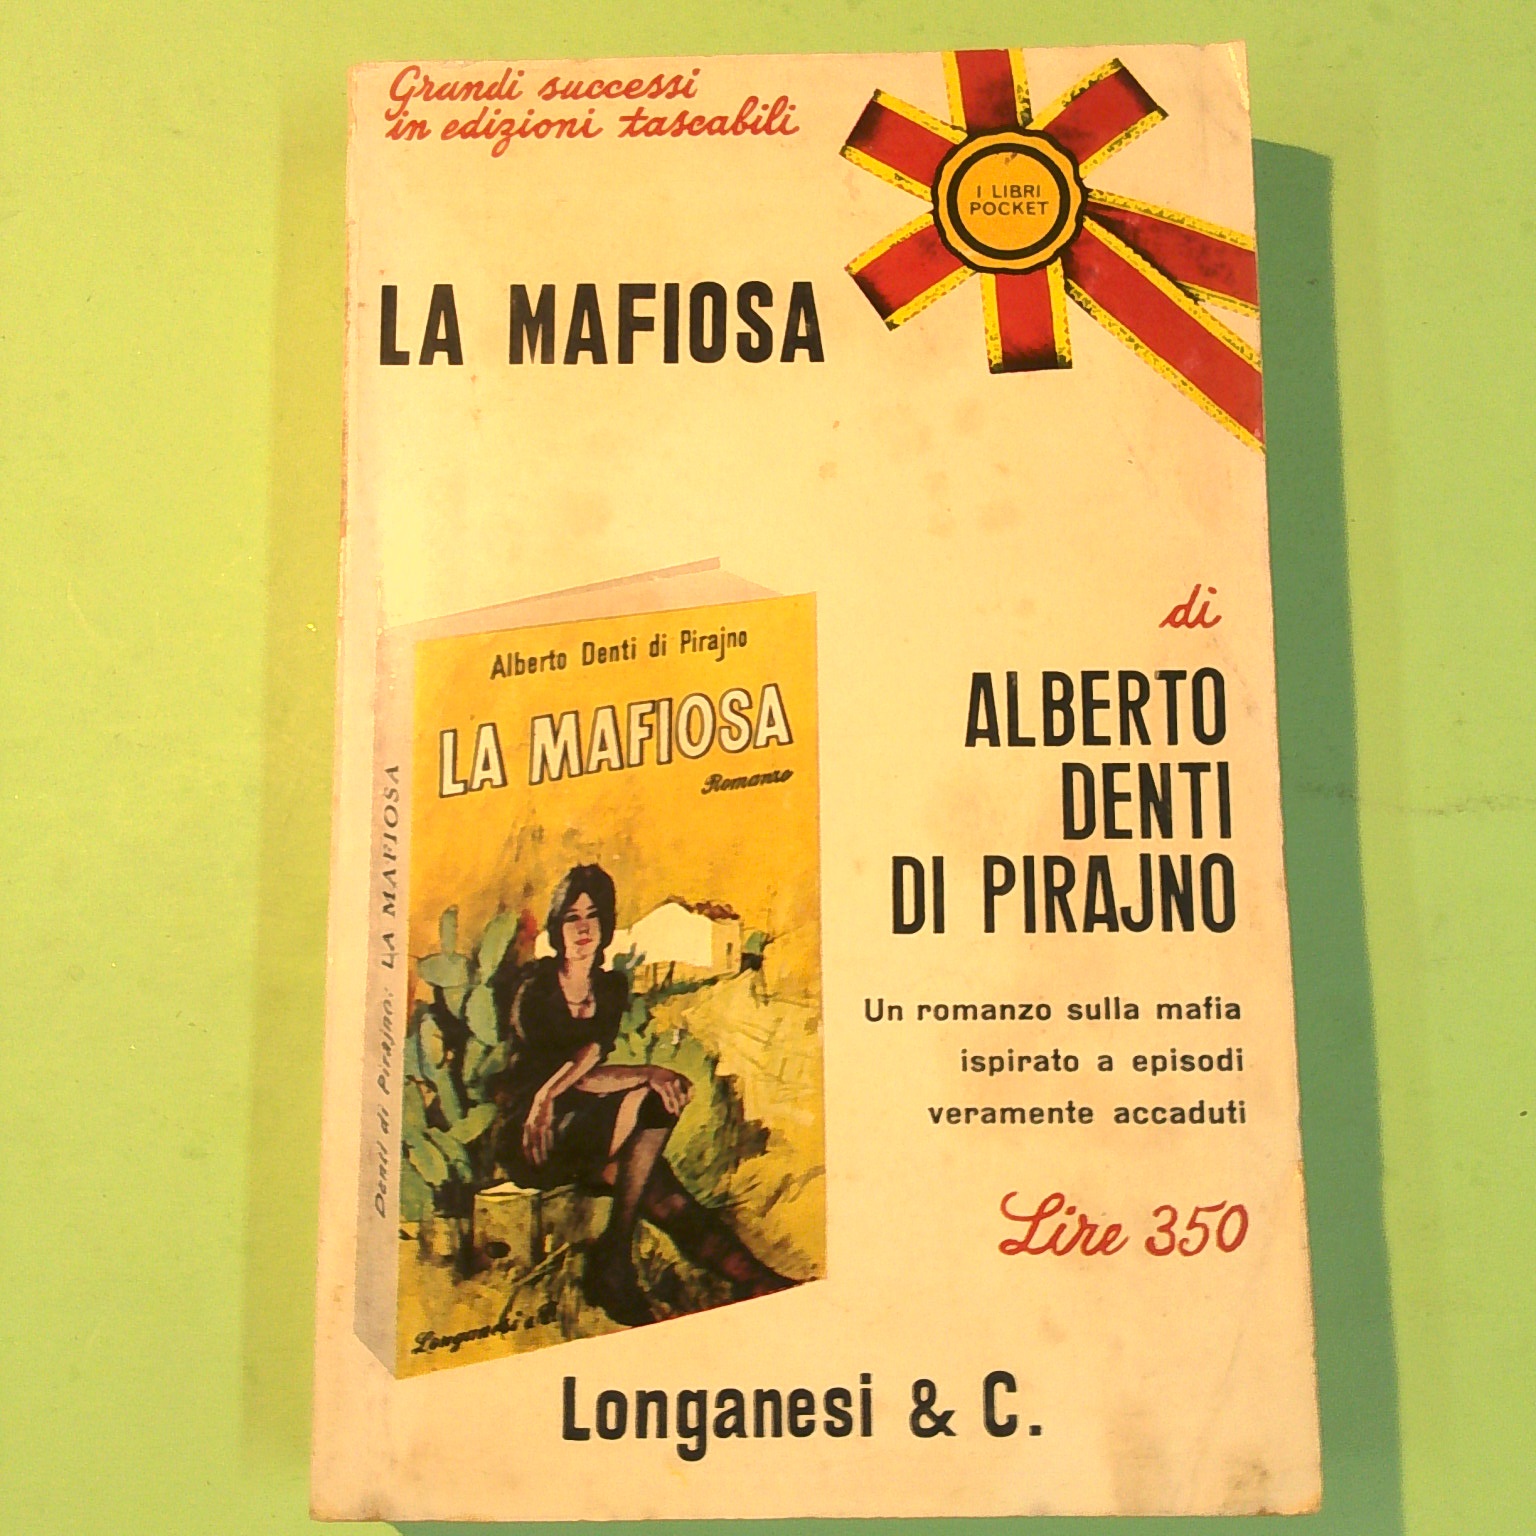 Grandi successi
in edizioni tascabili
I LIBRI
POCKET
LA MAFIOSA
di
ALBERTO
DENTI
DI PIRAJNO
Un romanzo sulla mafia
ispirato a episodi
veramente accaduti
Lire 350
Alberto Denti di Pirajno
LA MAFIOSA
Romanzo
Denti di Pirajno: LA MAFIOSA
Longanesi & C.
Longanesi & C.